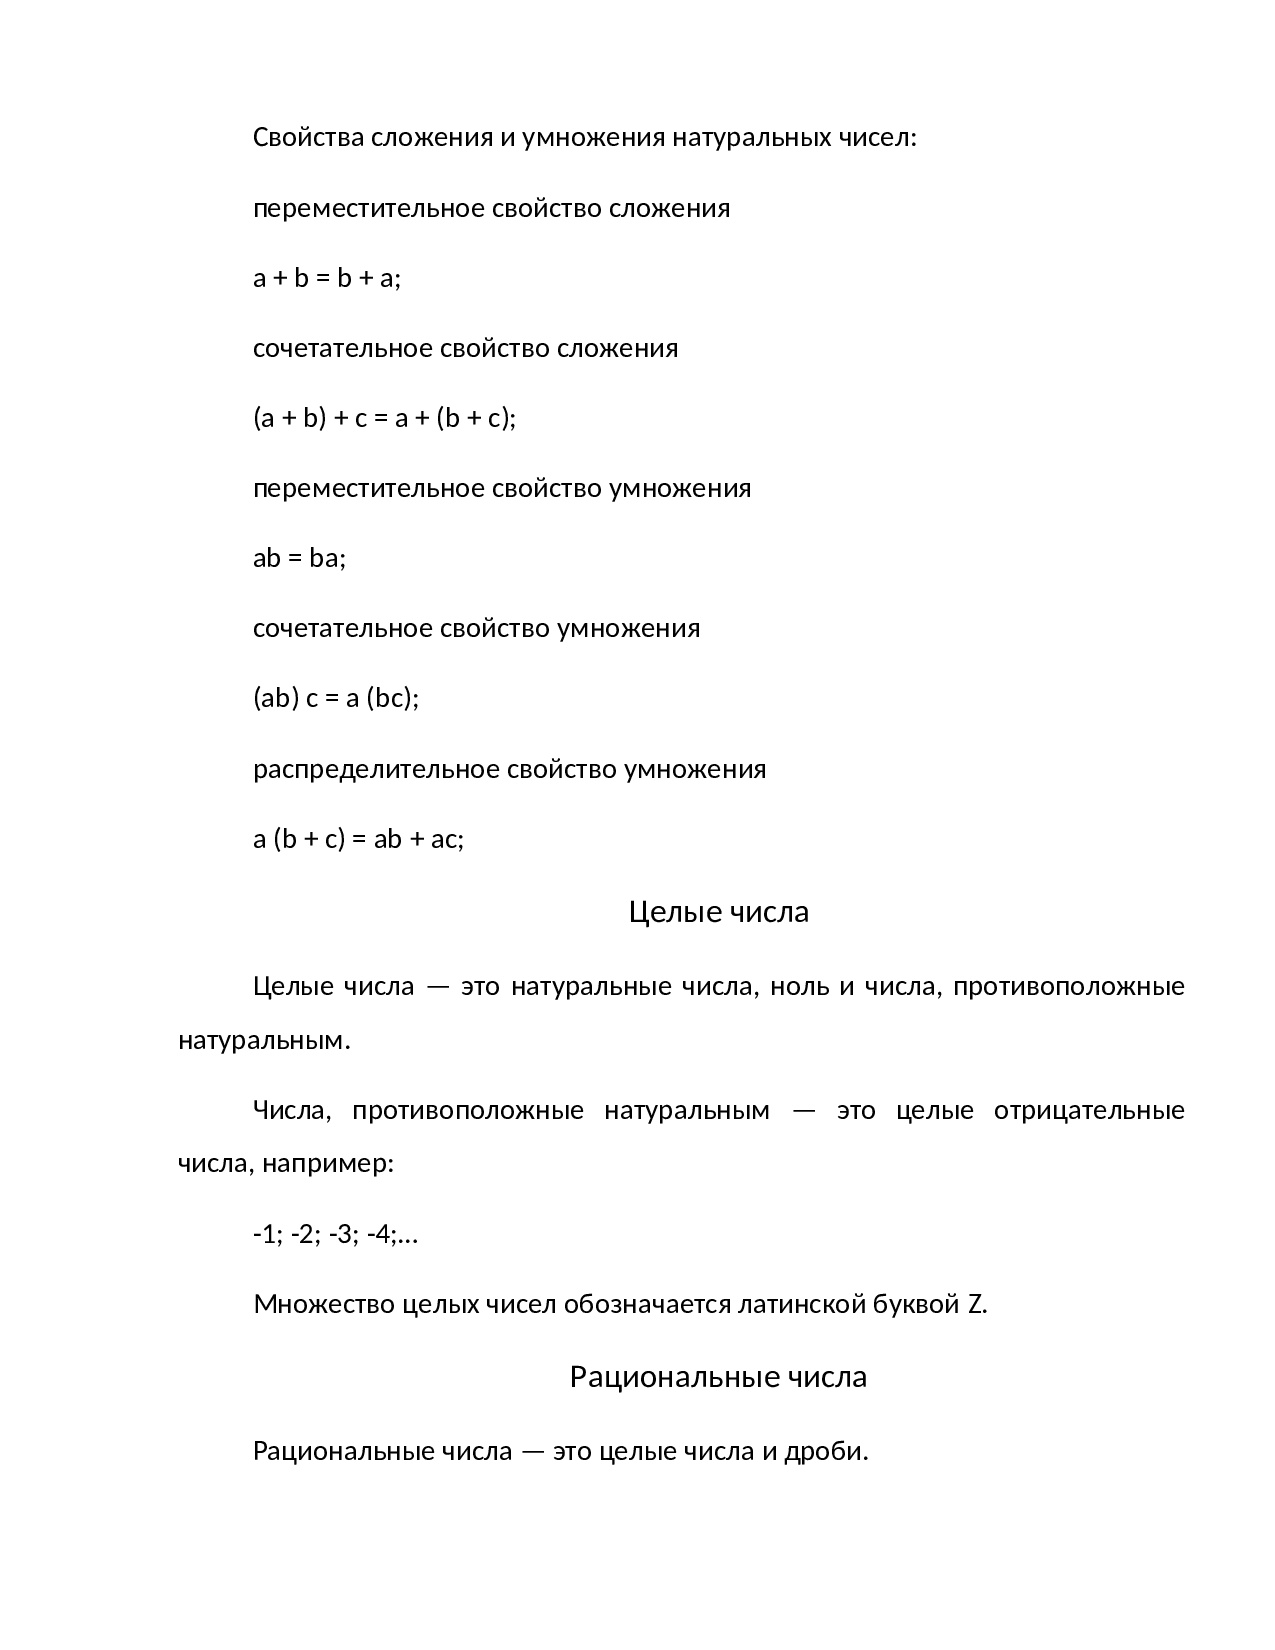 Свойства сложения и умножения натуральных чисел:
переместительное свойство сложения
a + b = b + a;
сочетательное свойство сложения
(a + b) + c = a + (b + c);
переместительное свойство умножения
ab = ba;
сочетательное свойство умножения
(ab) c = a (bc);
распределительное свойство умножения
a (b + c) = ab + ac;
Целые числа
Целые числа — это натуральные числа, ноль и числа, противоположные
натуральным.
Числа, противоположные натуральным — это целые отрицательные
числа, например:
-1; -2; -3; -4;…
Множество целых чисел обозначается латинской буквой Z.
Рациональные числа
Рациональные числа — это целые числа и дроби.